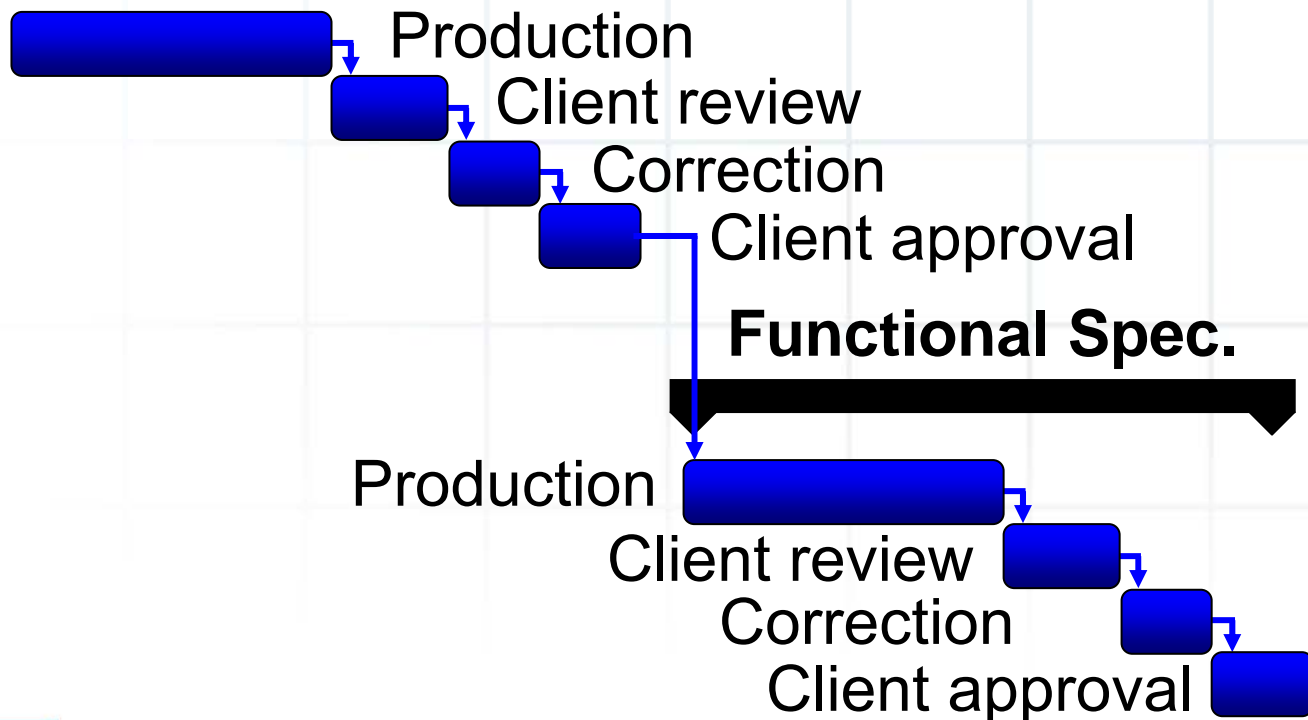 Production
Client review
Correction
Client approval
Functional Spec.
Production
Client review
Correction
Client approval